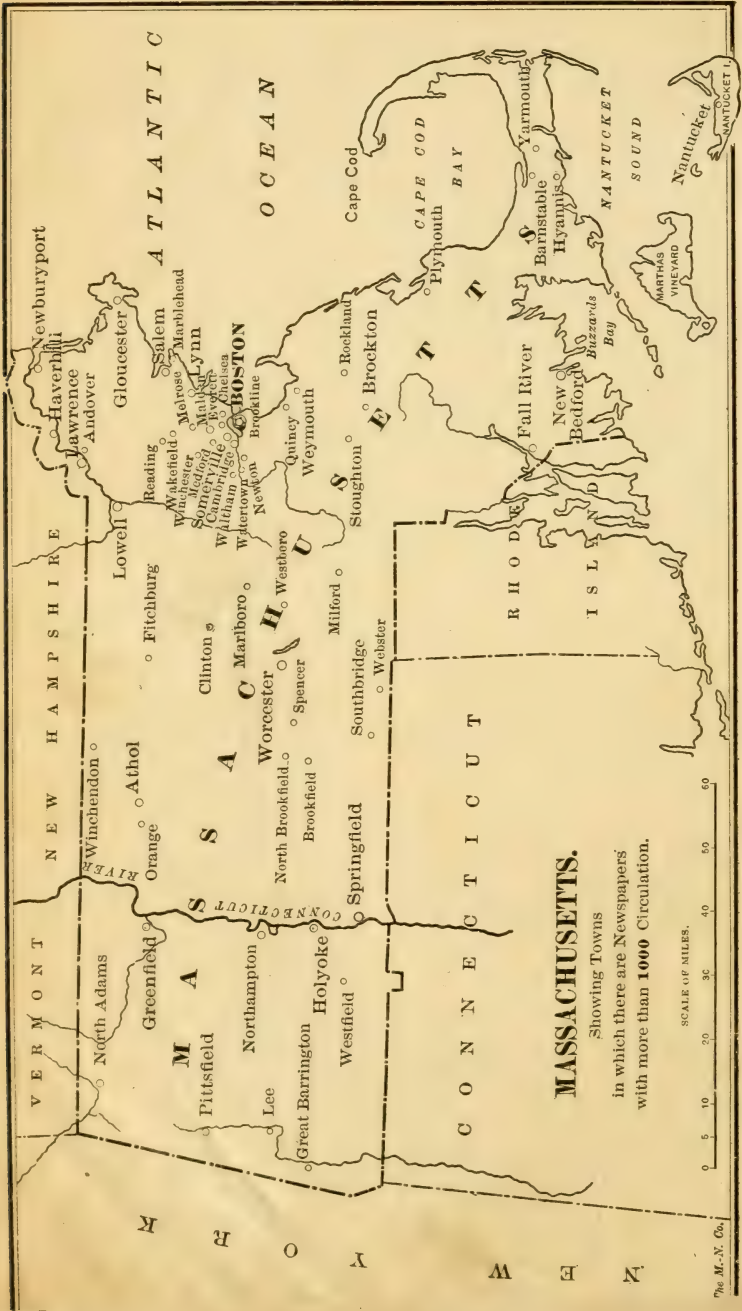 VERMONT
NEW HAMPSHIRE
NEW YORK
MASSACHUSETTS
CONNECTICUT
RHODE
ISLAND
ATLANTIC
OCEAN
CAPE COD
BAY
NANTUCKET
SOUND
Buzzards
Bay
MARTHAS
VINEYARD
Nantucket
NANTUCKET I.
Cape Cod
CONNECTICUT
RIVER
North Adams
Greenfield
Pittsfield
Northampton
Lee
Holyoke
Great Barrington
Westfield
Springfield
Winchendon
Athol
Orange
North Brookfield
Brookfield
Fitchburg
Clinton
Marlboro
Worcester
Spencer
Westboro
Southbridge
Webster
Milford
Newburyport
Haverhill
Lawrence
Andover
Lowell
Gloucester
Salem
Marblehead
Lynn
Reading
Wakefield
Melrose
Winchester
Malden
Medford
Everett
Somerville
Chelsea
Cambridge
BOSTON
Waltham
Watertown
Brookline
Newton
Quincy
Weymouth
Rockland
Stoughton
Brockton
Plymouth
Fall River
New
Bedford
Barnstable
Yarmouth
Hyannis
MASSACHUSETTS.
Showing Towns
in which there are Newspapers
with more than 1000 Circulation.
SCALE OF MILES.
0 5 10 20 30 40 50 60
The M.-N. Co.